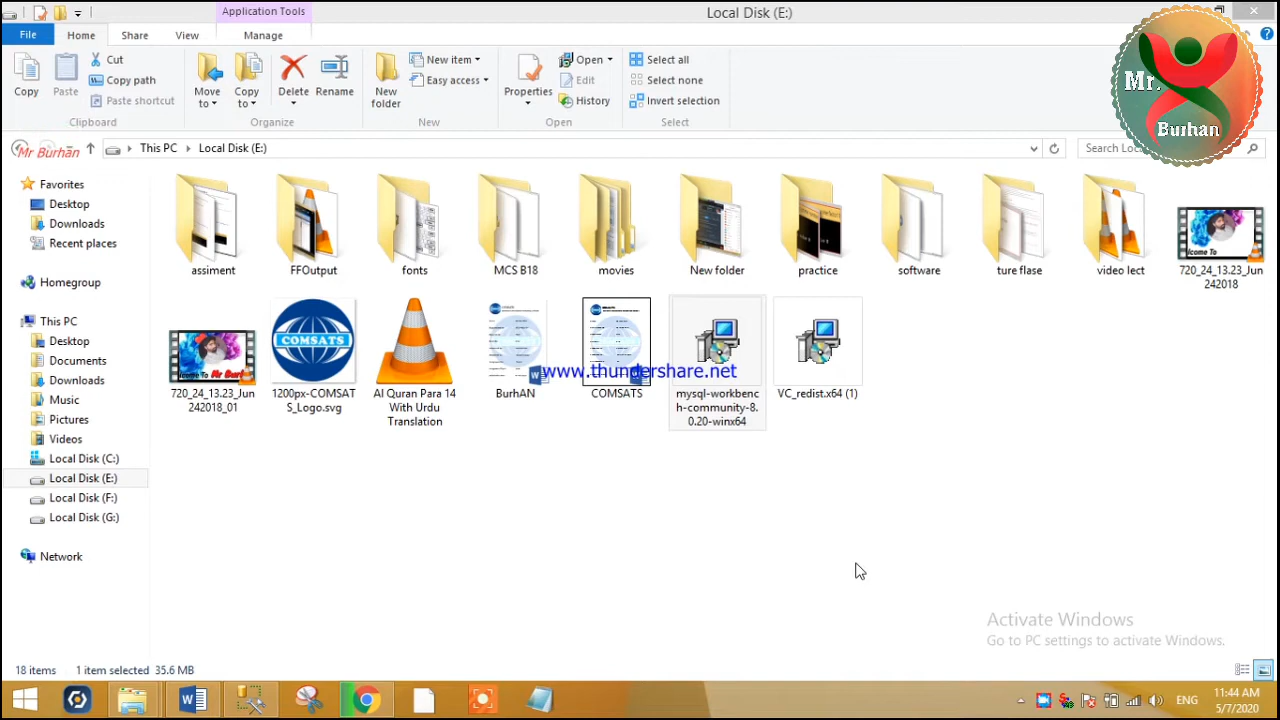 Application Tools
Local Disk (E:)
File
Home
Share
View
Manage
Copy
Paste
Cut
Copy path
Paste shortcut
Move to
Copy to
Delete
Rename
New folder
New item
Easy access
Properties
Open
Edit
History
Select all
Select none
Invert selection
Clipboard
Organize
New
Open
Select
Mr.
Burhan
Mr Burhan
This PC
Local Disk (E:)
Search Loc
Favorites
Desktop
Downloads
Recent places
Homegroup
This PC
Desktop
Documents
Downloads
Music
Pictures
Videos
Local Disk (C:)
Local Disk (E:)
Local Disk (F:)
Local Disk (G:)
Network
assiment
FFOutput
fonts
MCS B18
movies
New folder
practice
software
ture flase
video lect
720_24_13.23_Jun
242018
COMSATS
720_24_13.23_Jun
242018_01
1200px-COMSAT
S_Logo.svg
Al Quran Para 14
With Urdu
Translation
BurhAN
COMSATS
mysql-workbenc
h-community-8.
0.20-winx64
VC_redist.x64 (1)
www.thundershare.net
Activate Windows
Go to PC settings to activate Windows.
18 items
1 item selected 35.6 MB
ENG
11:44 AM
5/7/2020